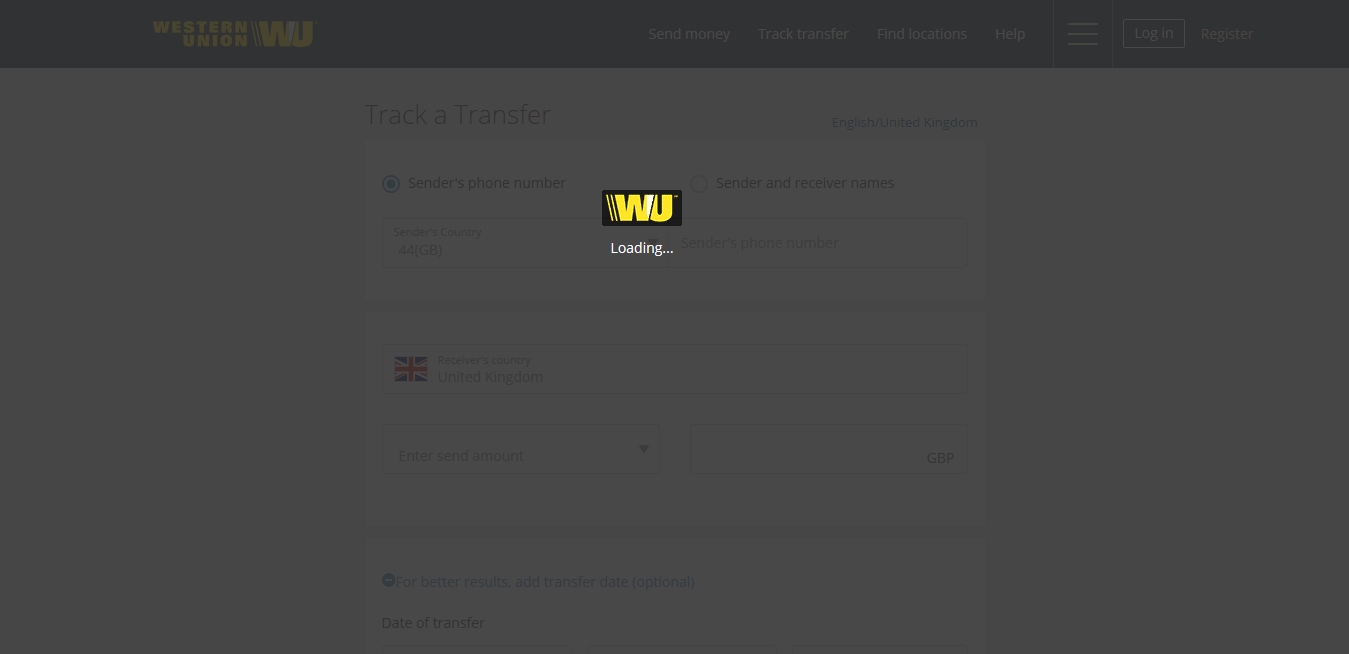 WESTERN UNION WU
Send money
Track transfer
Find locations
Help
Log in
Register
Track a Transfer
English/United Kingdom
Sender's phone number
Sender and receiver names
WU
Loading...
Sender's Country
44(GB)
Sender's phone number
Receiver's country
United Kingdom
Enter send amount
GBP
For better results, add transfer date (optional)
Date of transfer